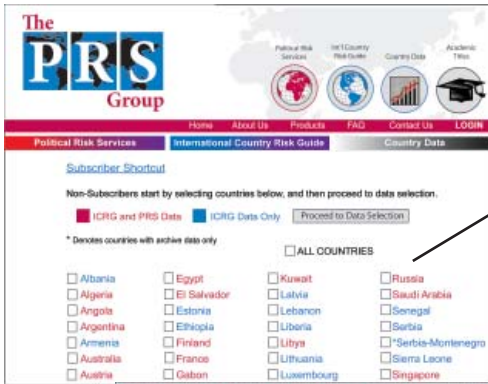 The
PRS
Group
Political Risk Services
Int'l Country Risk Guide
Country Data
Academic Titles
Home About Us Products FAQ Contact Us LOGIN
Political Risk Services International Country Risk Guide Country Data
Subscriber Shortcut
Non-Subscribers start by selecting countries below, and then proceed to data selection.
ICRG and PRS Data ICRG Data Only Proceed to Data Selection
* Denotes countries with archive data only
ALL COUNTRIES
Albania Egypt Kuwait Russia
Algeria El Salvador Latvia Saudi Arabia
Angola Estonia Lebanon Senegal
Argentina Ethiopia Liberia Serbia
Armenia Finland Libya *Serbia-Montenegro
Australia France Lithuania Sierra Leone
Austria Gabon Luxembourg Singapore